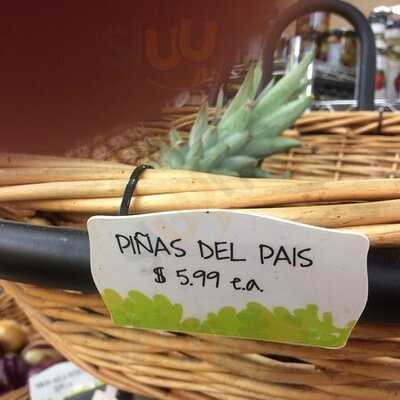 PIÑAS DEL PAIS
$ 5.99 e.a.